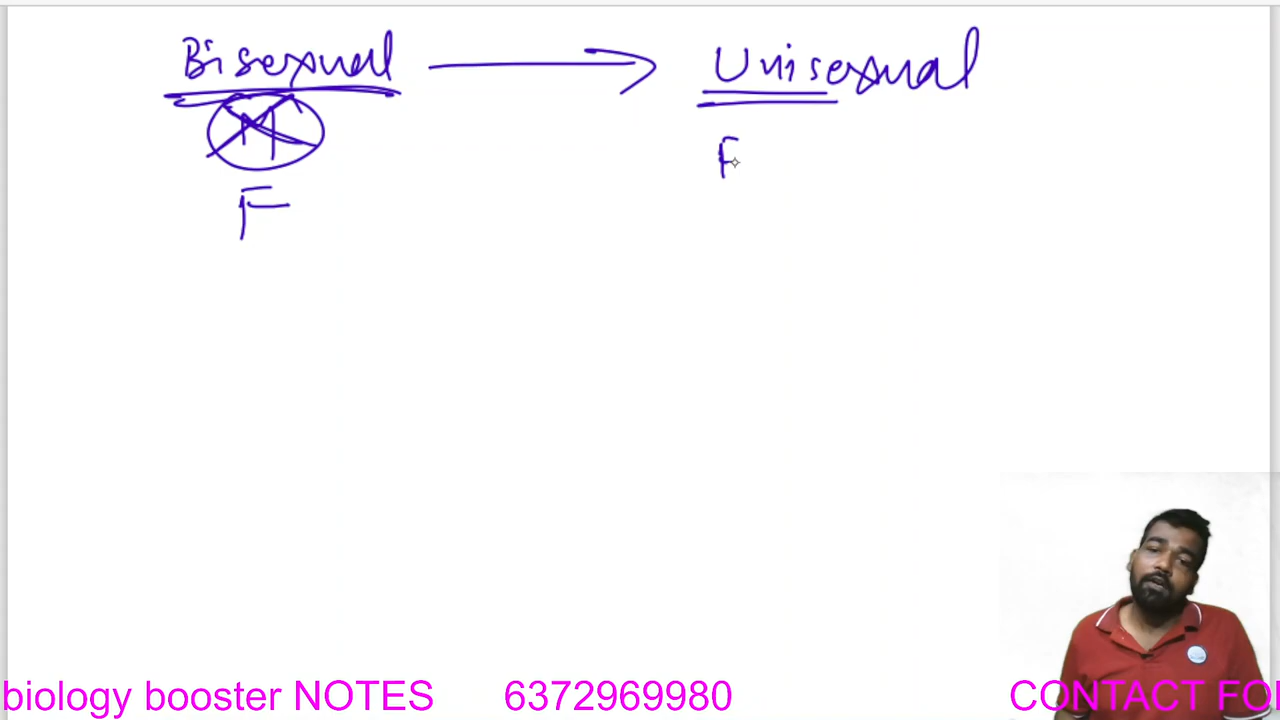 Bisexual → Unisexual
M
F
F
biology booster NOTES 6372969980 CONTACT FO